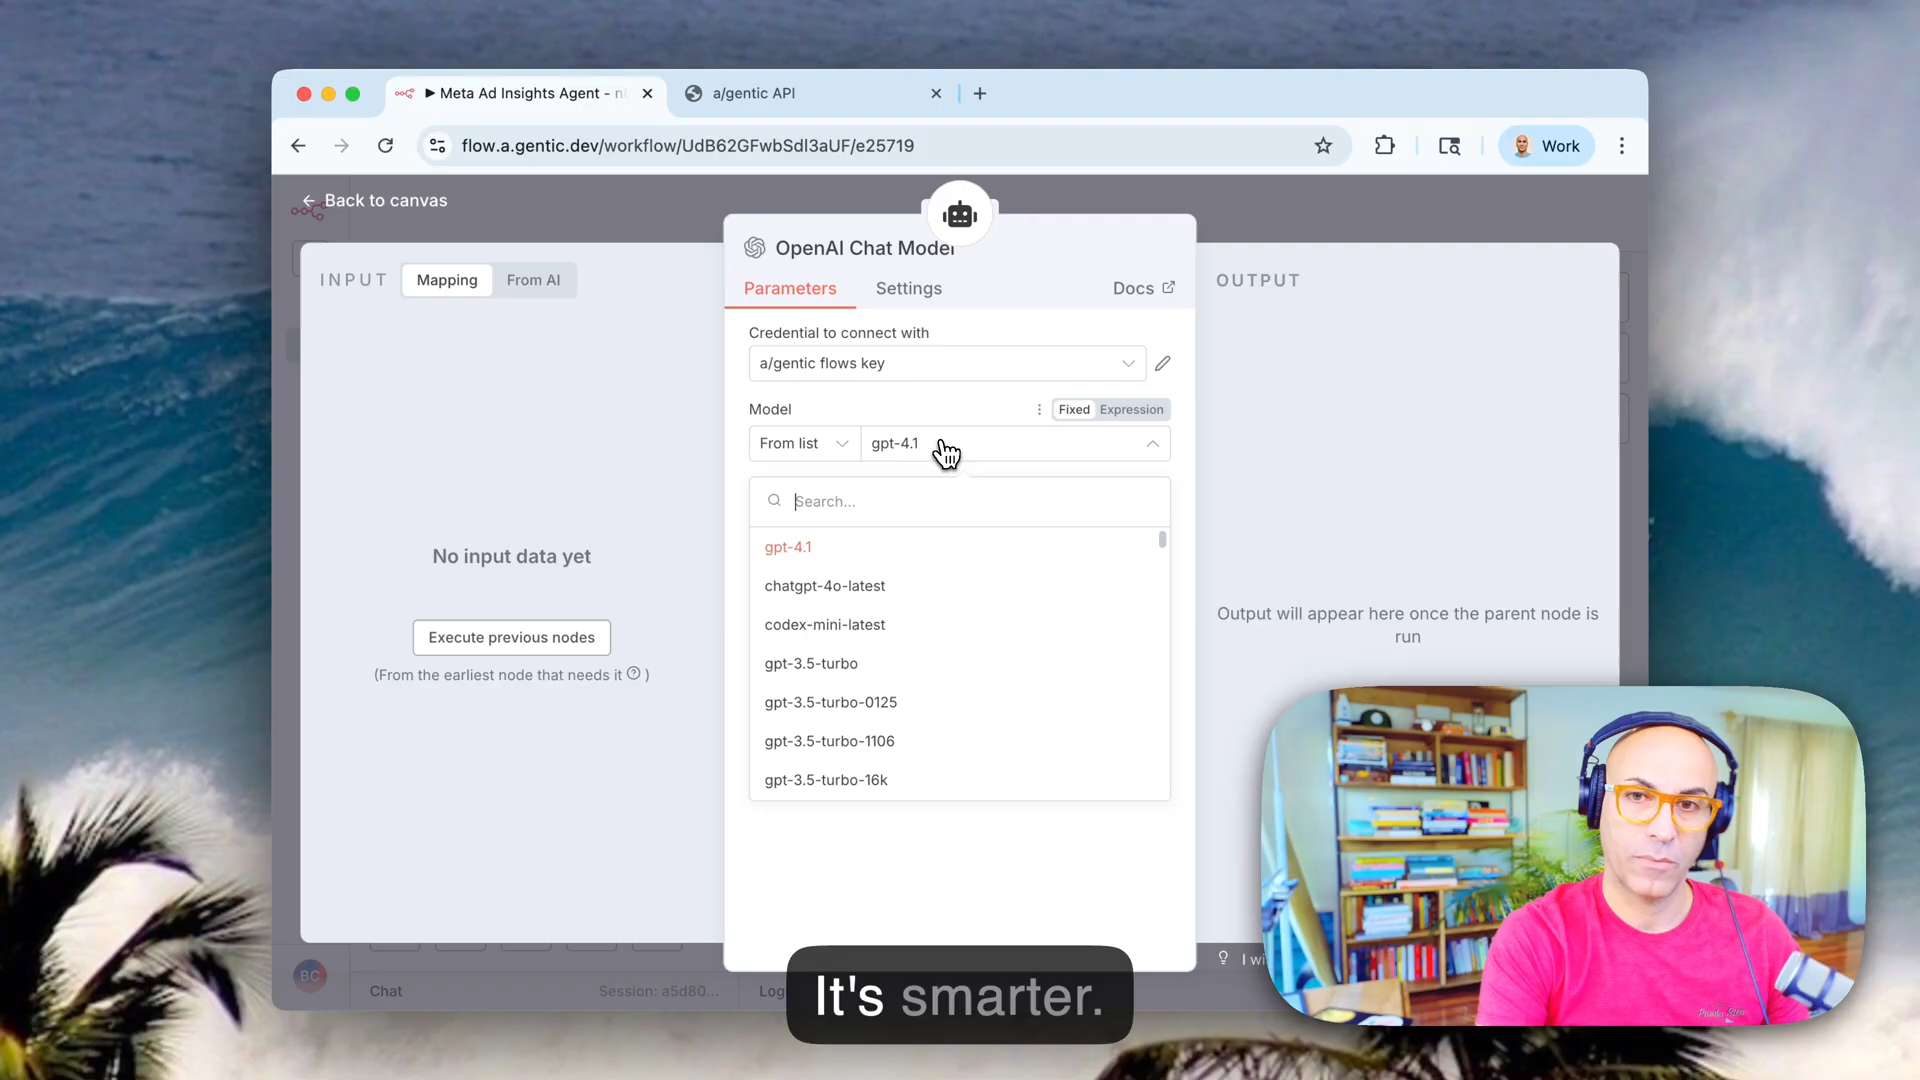 Meta Ad Insights Agent - n
a/gentic API
flow.a.gentic.dev/workflow/UdB62GFwbSdI3aUF/e25719
Work
Back to canvas
OpenAI Chat Model
INPUT
Mapping
From AI
Parameters
Settings
Docs
OUTPUT
Credential to connect with
a/gentic flows key
Model
Fixed
Expression
From list
gpt-4.1
Search...
gpt-4.1
chatgpt-4o-latest
codex-mini-latest
gpt-3.5-turbo
gpt-3.5-turbo-0125
gpt-3.5-turbo-1106
gpt-3.5-turbo-16k
No input data yet
Execute previous nodes
(From the earliest node that needs it ? )
Output will appear here once the parent node is
run
BC
Chat
Session: a5d80...
Log
I wi
It's smarter.